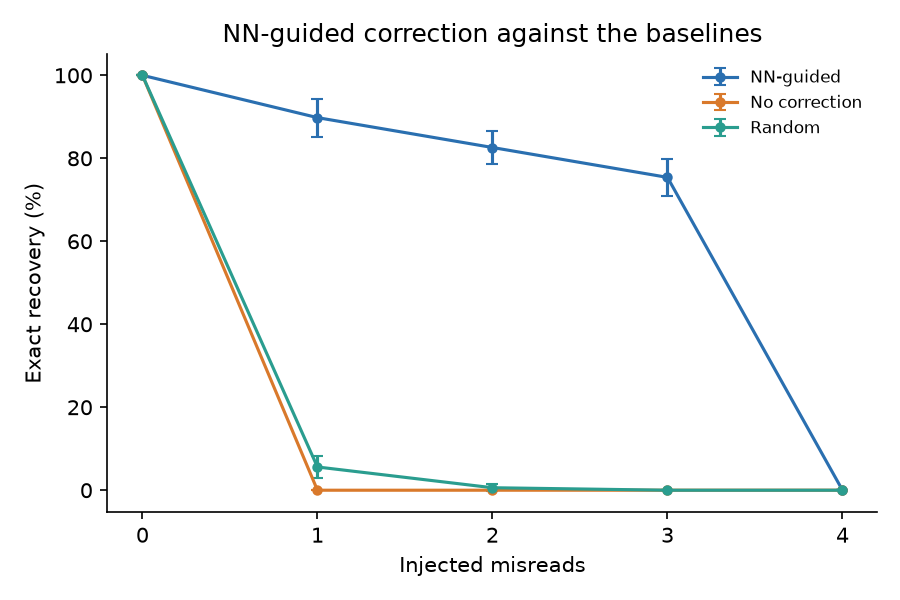 NN-guided correction against the baselines
NN-guided
No correction
Random
Exact recovery (%)
100
80
60
40
20
0
0 1 2 3 4
Injected misreads